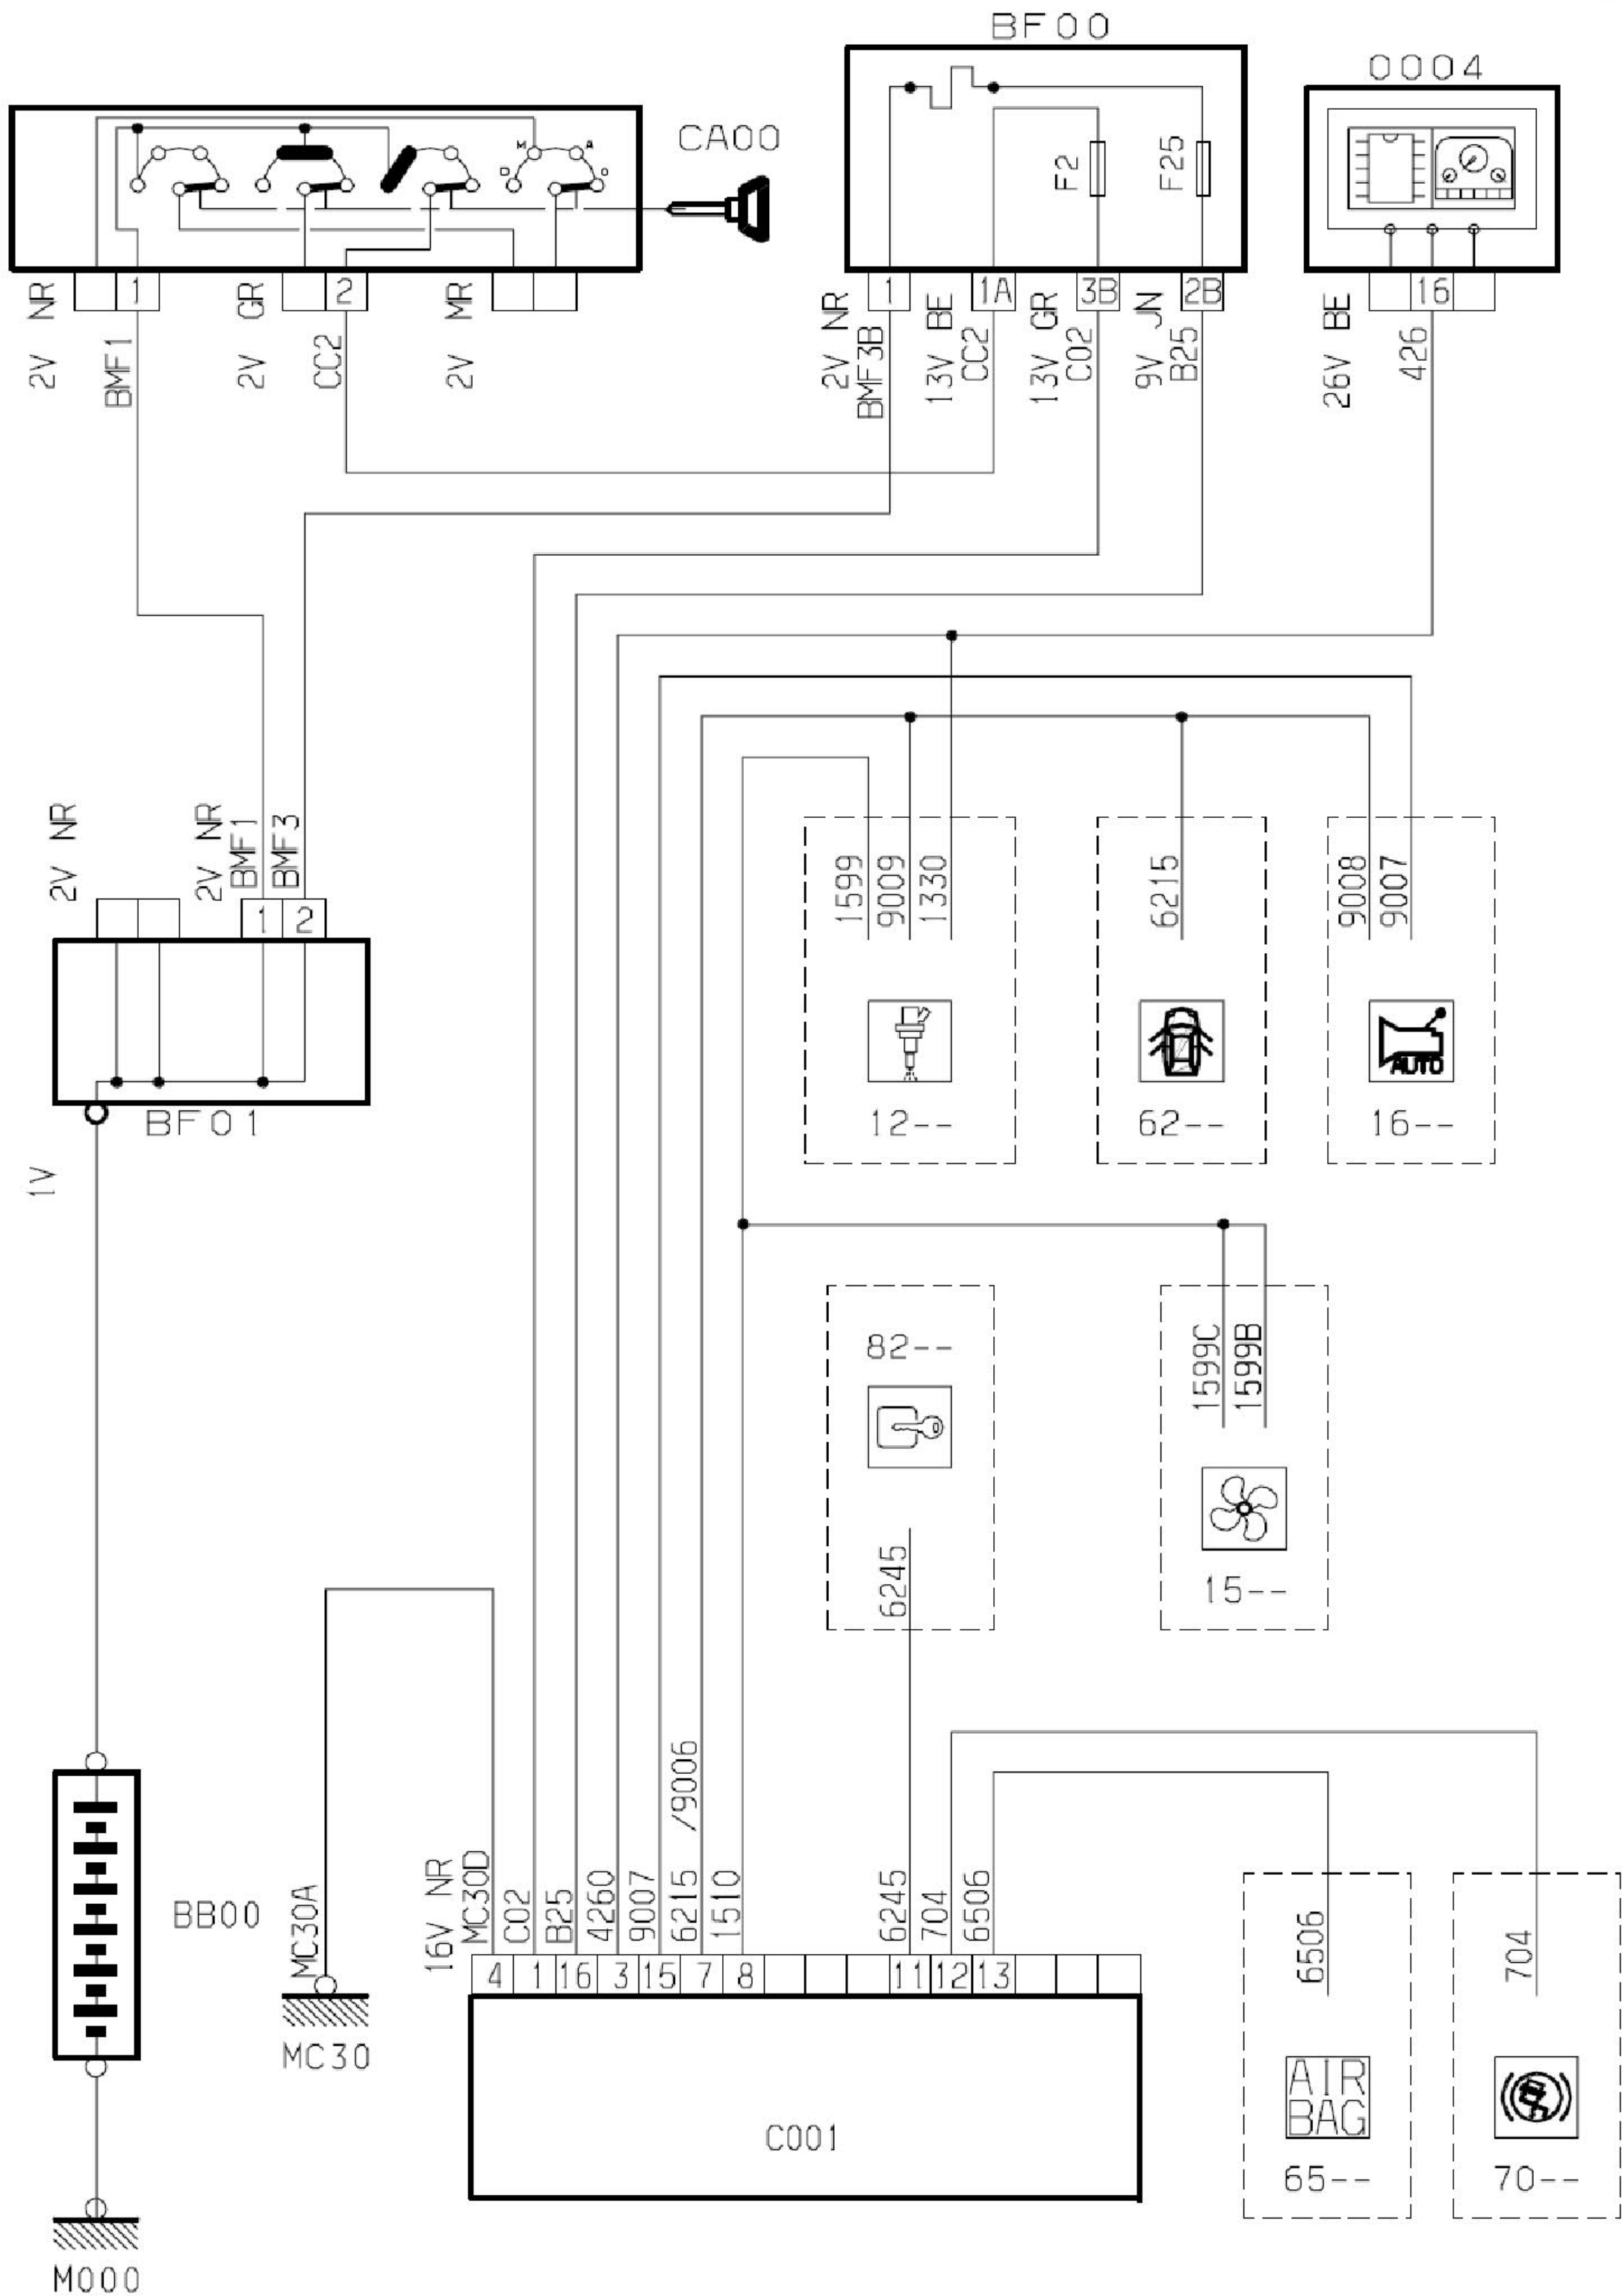 BF00
0004
CA00
M
A
D
O
F2
F25
1
2
1
1A
3B
2B
16
2V NR
BMF1
2V GR
CC2
2V MR
2V NR
BMF3B
13V BE
CC2
13V GR
C02
9V JN
B25
26V BE
426
2V NR
2V NR
BMF1
BMF3
1
2
BF01
1V
1599
9009
1330
6215
9008
9007
AUTO
12--
62--
16--
82--
1599C
1599B
6245
15--
BB00
MC30A
MC30
16V NR
MC30D
C02
B25
4260
9007
6215 /9006
1510
6245
704
6506
4
1
16
3
15
7
8
11
12
13
C001
6506
704
AIR
BAG
65--
70--
M000